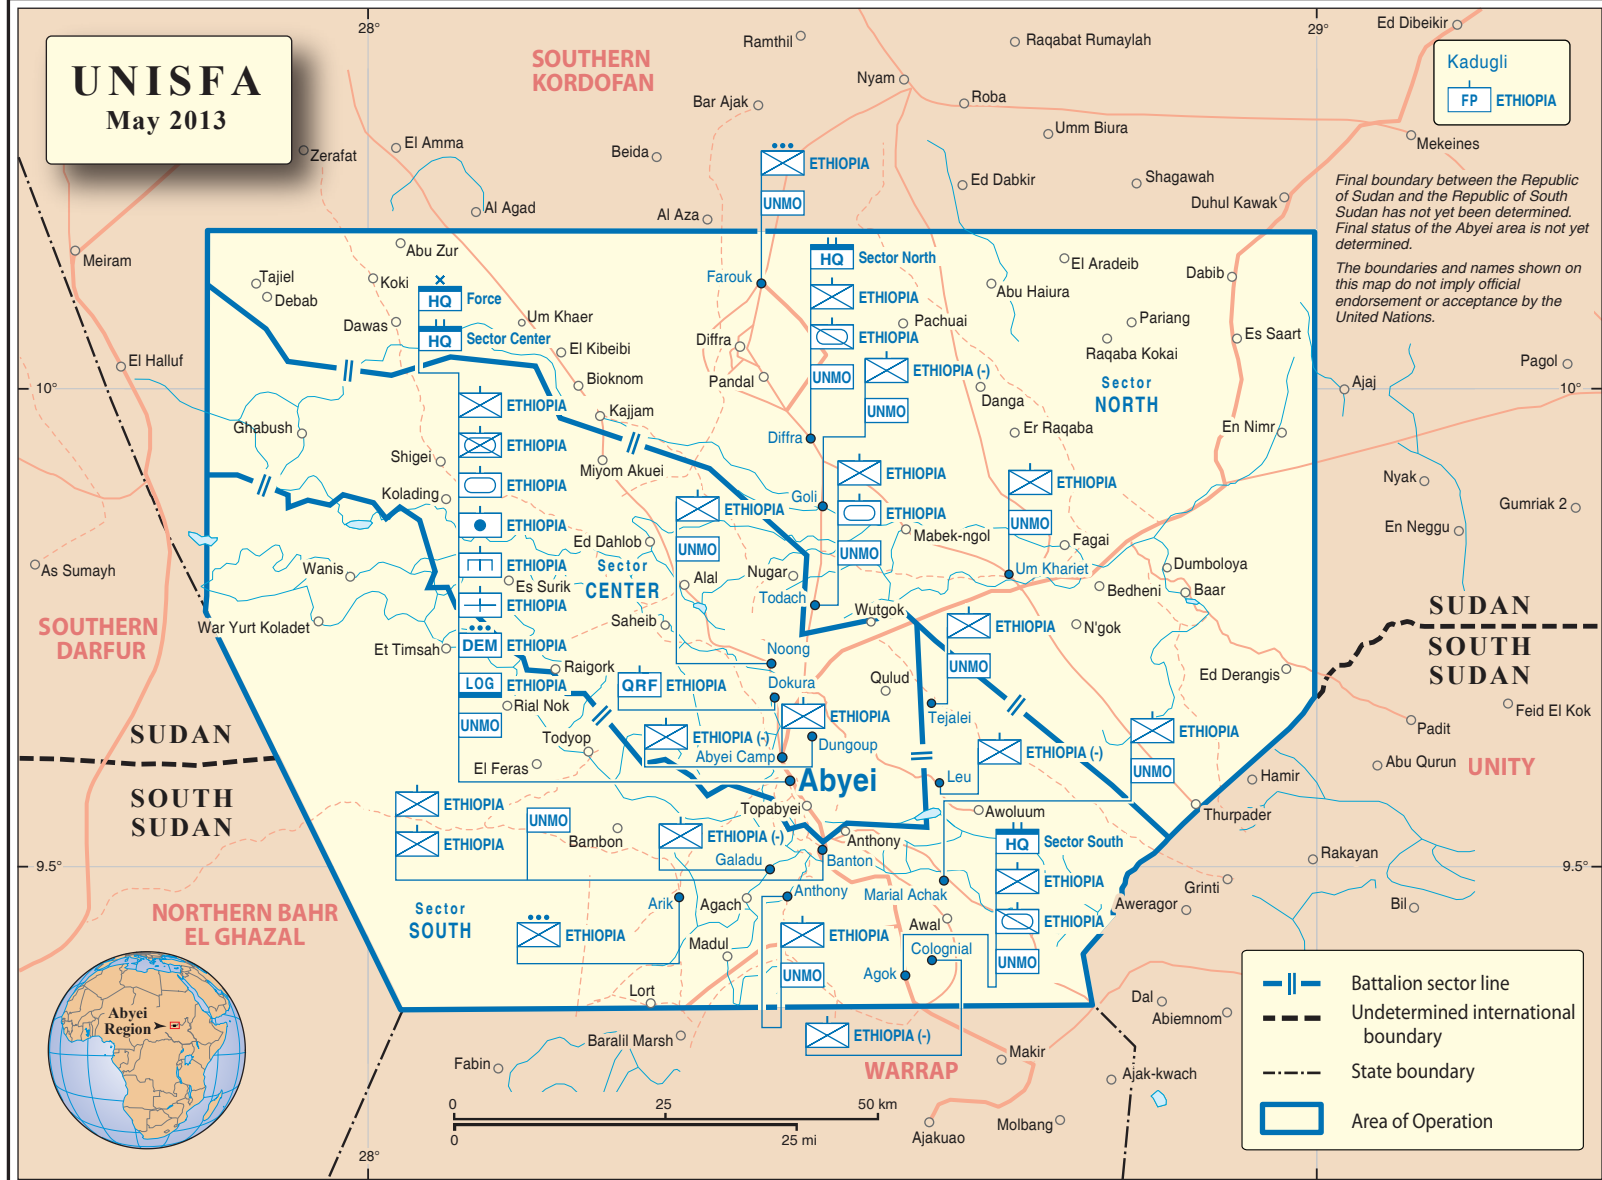 28°
29°
UNISFA
May 2013
SOUTHERN
KORDOFAN
Ramthil
Raqabat Rumaylah
Ed Dibeikir
Kadugli
FP ETHIOPIA
Nyam
Roba
Bar Ajak
Umm Biura
Mekeines
Zerafat
El Amma
Beida
ETHIOPIA
UNMO
Ed Dabkir
Shagawah
Duhul Kawak
Al Agad
Al Aza
Final boundary between the Republic
of Sudan and the Republic of South
Sudan has not yet been determined.
Final status of the Abyei area is not yet
determined.
The boundaries and names shown on
this map do not imply official
endorsement or acceptance by the
United Nations.
Meiram
Abu Zur
Tajiel
Debab
Koki
HQ Force
HQ Sector Center
Dawas
Um Khaer
El Kibeibi
Bioknom
Kajjam
Miyom Akuei
Farouk
HQ Sector North
ETHIOPIA
ETHIOPIA
UNMO
El Aradeib
Abu Haiura
Dabib
Pachuai
Pariang
Raqaba Kokai
Es Saart
Diffra
Pandal
ETHIOPIA (-)
UNMO
Danga
Sector
NORTH
Er Raqaba
En Nimr
El Halluf
10°
Pagol
10°
Ajaj
Ghabush
Shigei
Kolading
ETHIOPIA
ETHIOPIA
ETHIOPIA
ETHIOPIA
ETHIOPIA
ETHIOPIA
DEM ETHIOPIA
LOG ETHIOPIA
UNMO
Diffra
Goli
ETHIOPIA
ETHIOPIA
UNMO
ETHIOPIA
UNMO
ETHIOPIA
UNMO
Nyak
Gumriak 2
En Neggu
Mabek-ngol
Fagai
Um Khariet
Dumboloya
Bedheni
Baar
Ed Dahlob
Sector
CENTER
Alal
Nugar
Todach
Saheib
Wutgok
N'gok
As Sumayh
Wanis
Es Surik
War Yurt Koladet
Et Timsah
SOUTHERN
DARFUR
SUDAN
SOUTH
SUDAN
Noong
Dokura
ETHIOPIA
UNMO
Raigork
QRF ETHIOPIA
Rial Nok
Qulud
Tejalei
Ed Derangis
Feid El Kok
Padit
Abu Qurun
UNITY
SUDAN
SOUTH
SUDAN
Todyop
El Feras
ETHIOPIA
ETHIOPIA (-)
Abyei Camp
Dungoup
Abyei
ETHIOPIA (-)
Leu
ETHIOPIA
UNMO
Hamir
Thurpader
Topabyei
Awoluum
ETHIOPIA
ETHIOPIA
UNMO
Bambon
ETHIOPIA (-)
Galadu
Banton
Anthony
HQ Sector South
ETHIOPIA
ETHIOPIA
UNMO
9.5°
9.5°
Rakayan
Grinti
Aweragor
Bil
Marial Achak
Anthony
Arik
Agach
Awal
Sector
SOUTH
ETHIOPIA
ETHIOPIA
UNMO
Madul
Colognial
Agok
NORTHERN BAHR
EL GHAZAL
Abyei
Region
Lort
Baralil Marsh
Fabin
ETHIOPIA (-)
WARRAP
Makir
Dal
Abiemnom
Ajak-kwach
Molbang
Ajakuao
0 25 50 km
0 25 mi
Battalion sector line
Undetermined international
boundary
State boundary
Area of Operation
28°